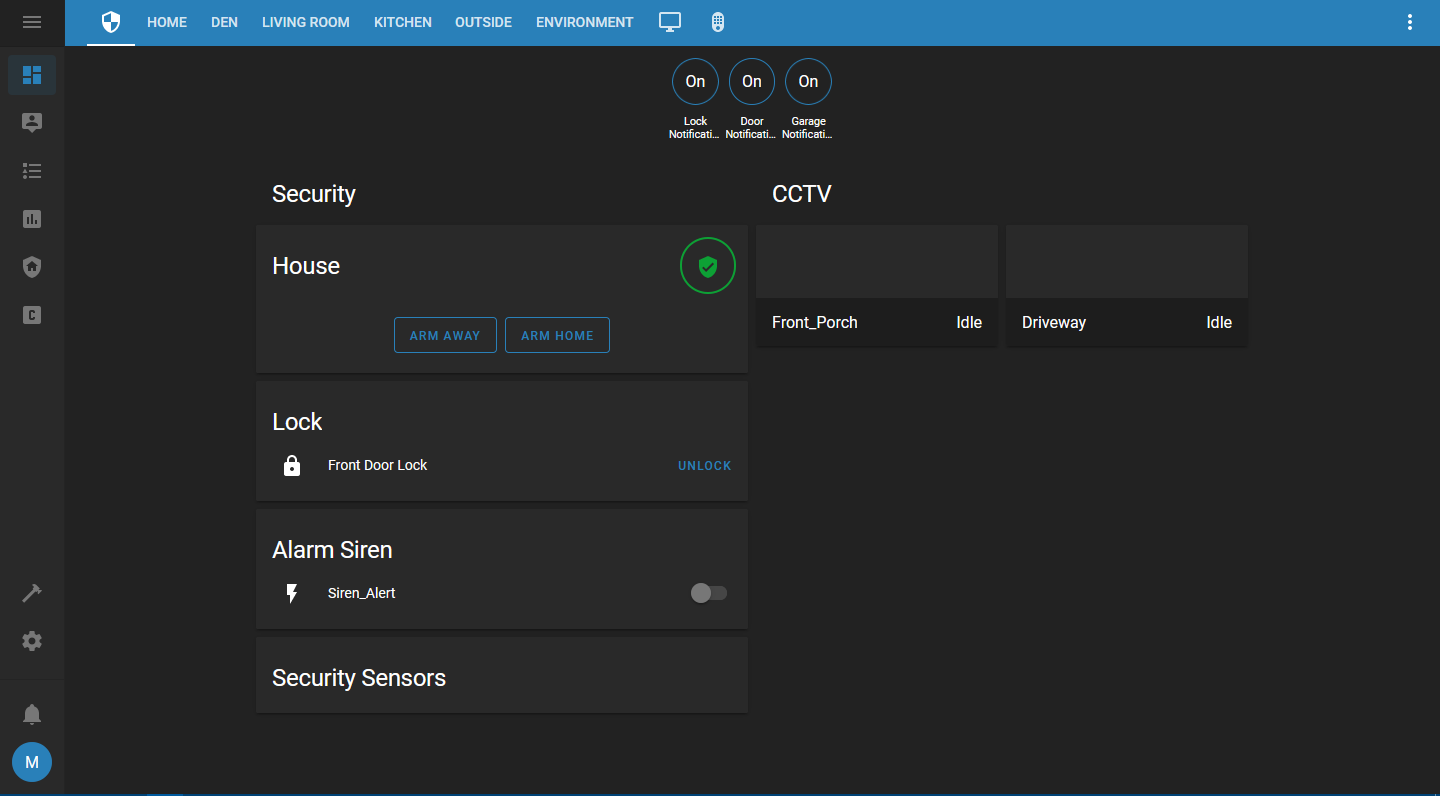 HOME DEN LIVING ROOM KITCHEN OUTSIDE ENVIRONMENT
On On On
Lock Door Garage
Notificati... Notificati... Notificati...
Security
House
ARM AWAY ARM HOME
Lock
Front Door Lock UNLOCK
Alarm Siren
Siren_Alert
Security Sensors
CCTV
Front_Porch Idle
Driveway Idle
C
M